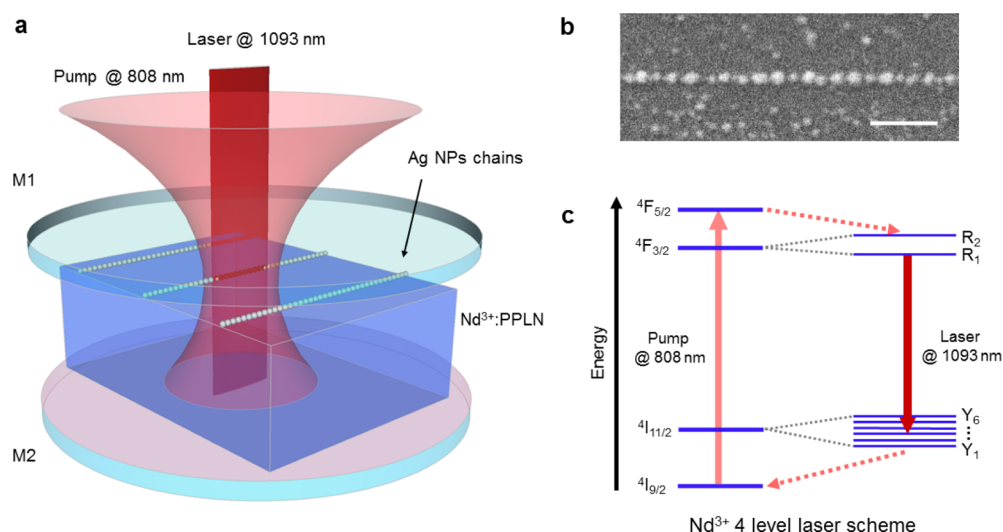 a
Laser @ 1093 nm
Pump @ 808 nm
Ag NPs chains
M1
Nd³⁺:PPLN
M2
b
c
Energy
⁴F₅/₂
⁴F₃/₂
R₂
R₁
Pump
@ 808 nm
Laser
@ 1093 nm
⁴I₁₁/₂
Y₆
⋮
Y₁
⁴I₉/₂
Nd³⁺ 4 level laser scheme